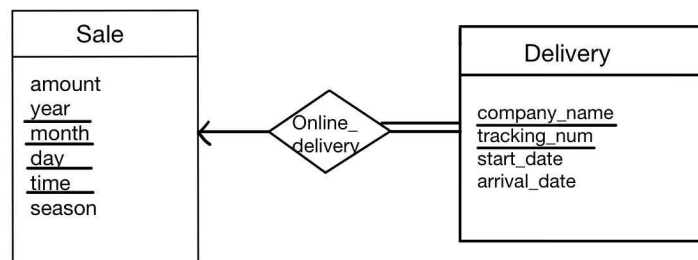 Sale
amount
year
month
day
time
season
Online_
delivery
Delivery
company_name
tracking_num
start_date
arrival_date